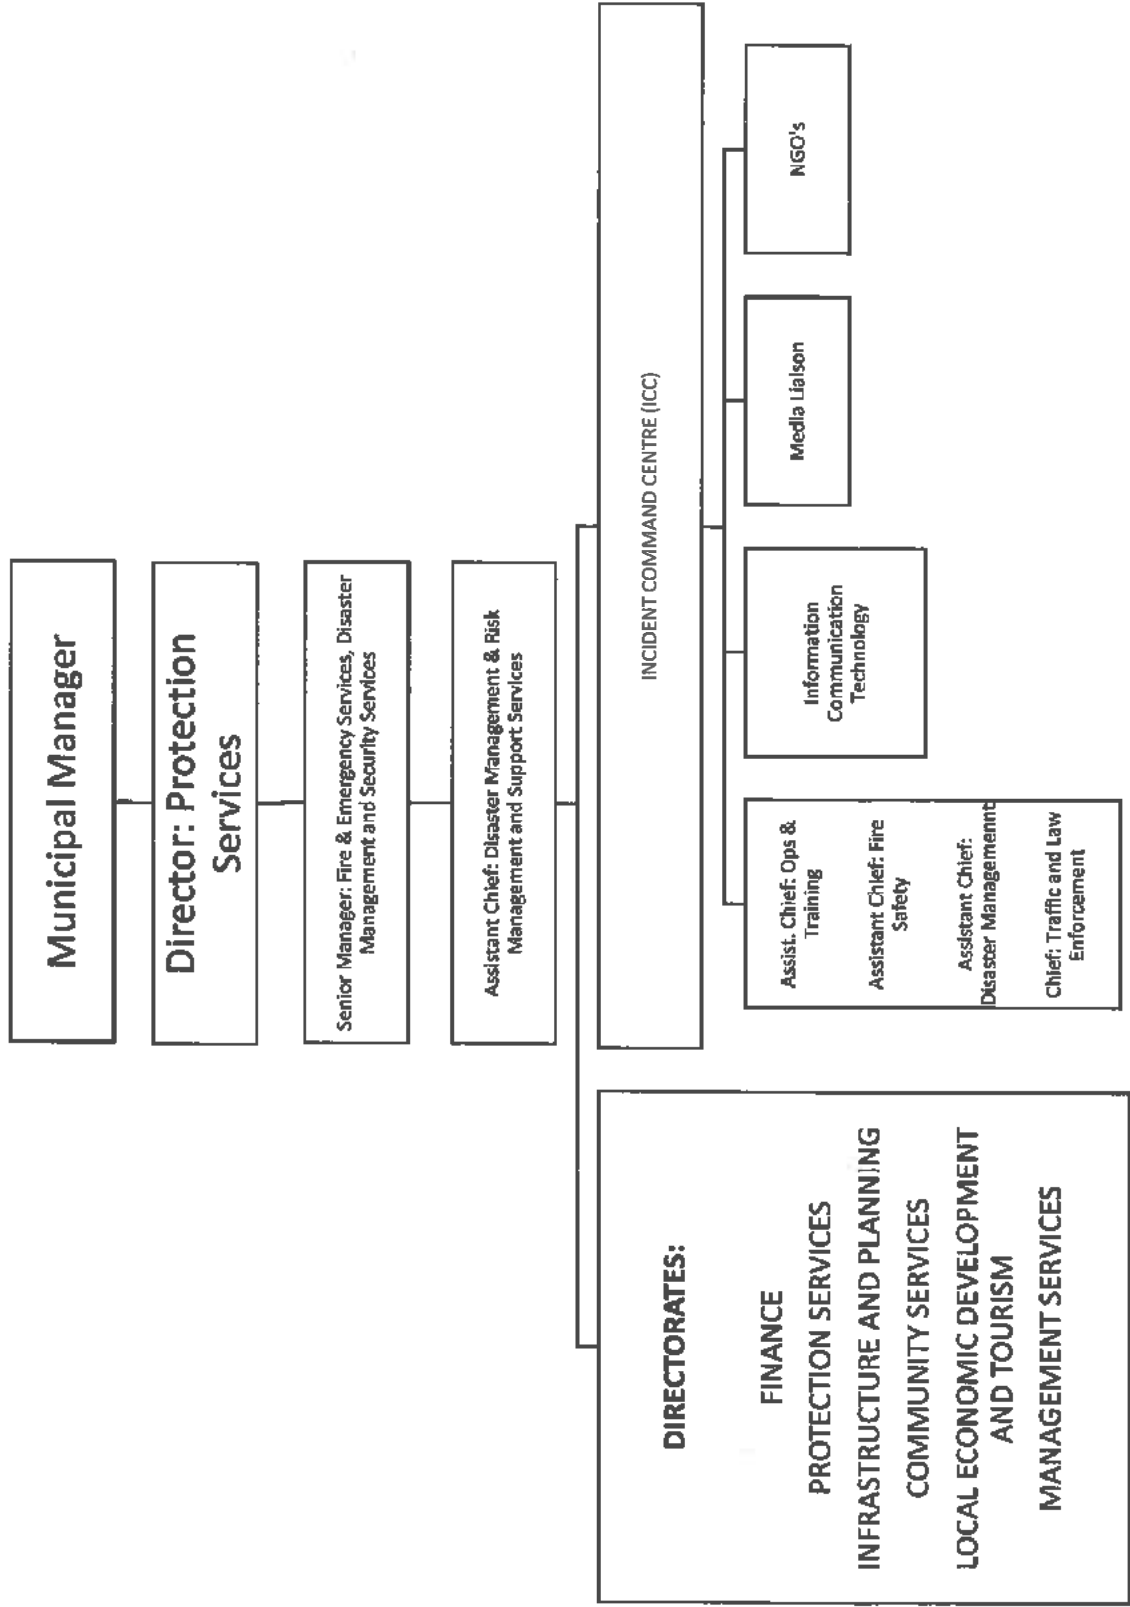 Municipal Manager
Director: Protection
Services
Senior Manager: Fire & Emergency Services, Disaster
Management and Security Services
Assistant Chief: Disaster Management & Risk
Management and Support Services
DIRECTORATES:
FINANCE
PROTECTION SERVICES
INFRASTRUCTURE AND PLANNING
COMMUNITY SERVICES
LOCAL ECONOMIC DEVELOPMENT
AND TOURISM
MANAGEMENT SERVICES
INCIDENT COMMAND CENTRE (ICC)
Assist. Chief: Ops &
Training
Assistant Chief: Fire
Safety
Assistant Chief:
Disaster Managemennt
Chief: Traffic and Law
Enforcement
Information
Communication
Technology
Media Liaison
NGO's